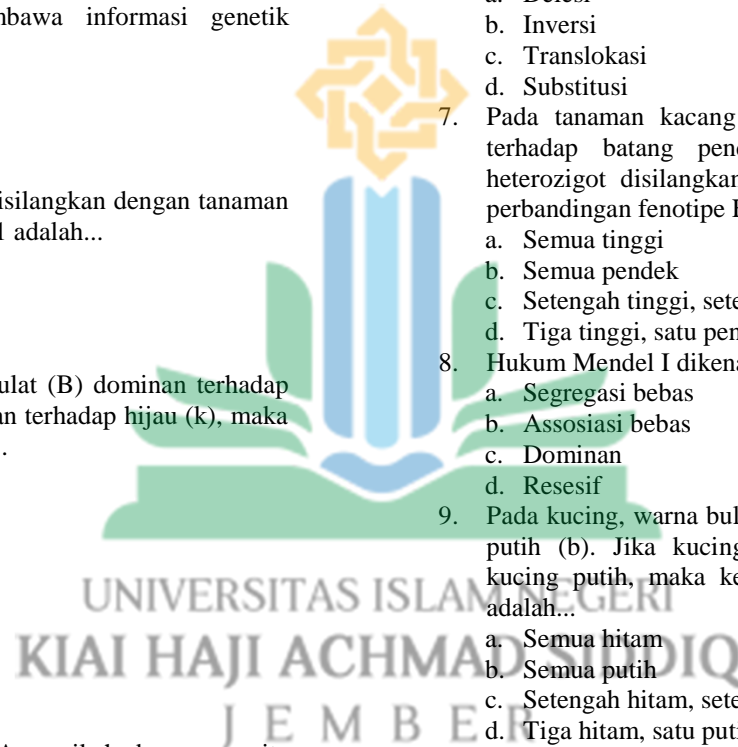 mbawa informasi genetik
isilangkan dengan tanaman
1 adalah...
ulat (B) dominan terhadap
an terhadap hijau (k), maka
.
b. Inversi
c. Translokasi
d. Substitusi
7. Pada tanaman kacang
terhadap batang pend
heterozigot disilangkan
perbandingan fenotipe
a. Semua tinggi
b. Semua pendek
c. Setengah tinggi, sete
d. Tiga tinggi, satu pen
8. Hukum Mendel I dikena
a. Segregasi bebas
b. Assosiasi bebas
c. Dominan
d. Resesif
9. Pada kucing, warna bul
putih (b). Jika kucing
kucing putih, maka ke
adalah...
a. Semua hitam
b. Semua putih
c. Setengah hitam, sete
d. Tiga hitam, satu puti
UNIVERSITAS ISLAM NEGERI
KIAI HAJI ACHMAD SIDDIQ
JEMBER